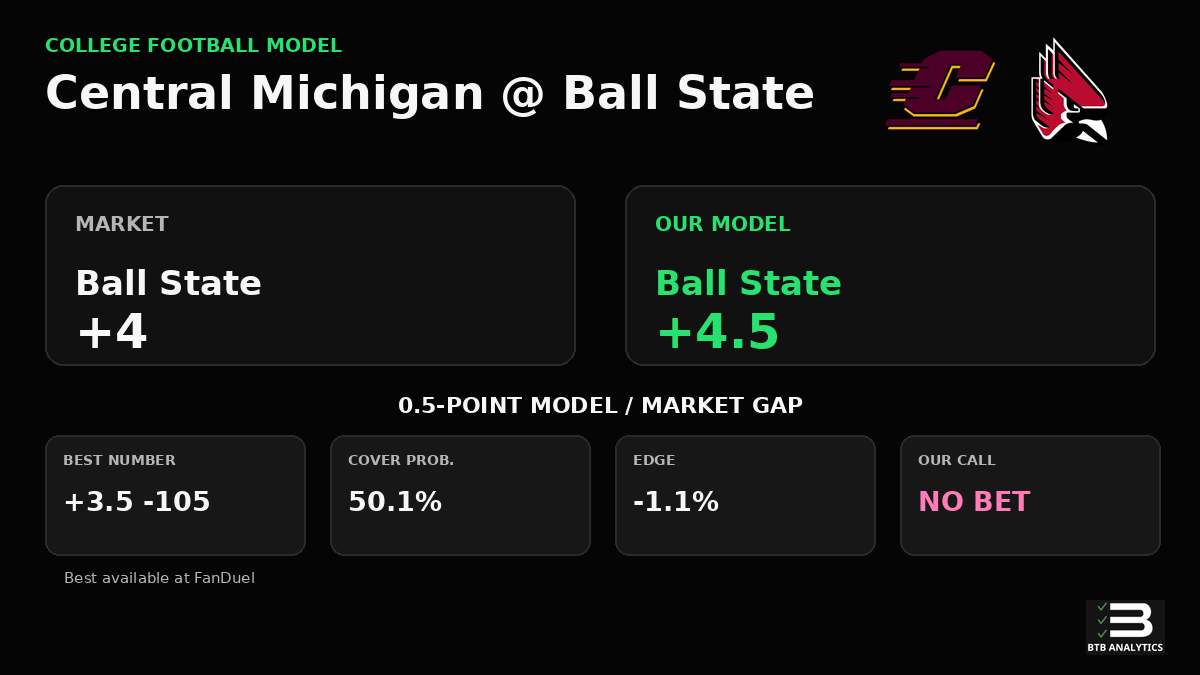 COLLEGE FOOTBALL MODEL
Central Michigan @ Ball State
MARKET
Ball State
+4
OUR MODEL
Ball State
+4.5
0.5-POINT MODEL / MARKET GAP
BEST NUMBER
+3.5 -105
COVER PROB.
50.1%
EDGE
-1.1%
OUR CALL
NO BET
Best available at FanDuel
BTB ANALYTICS